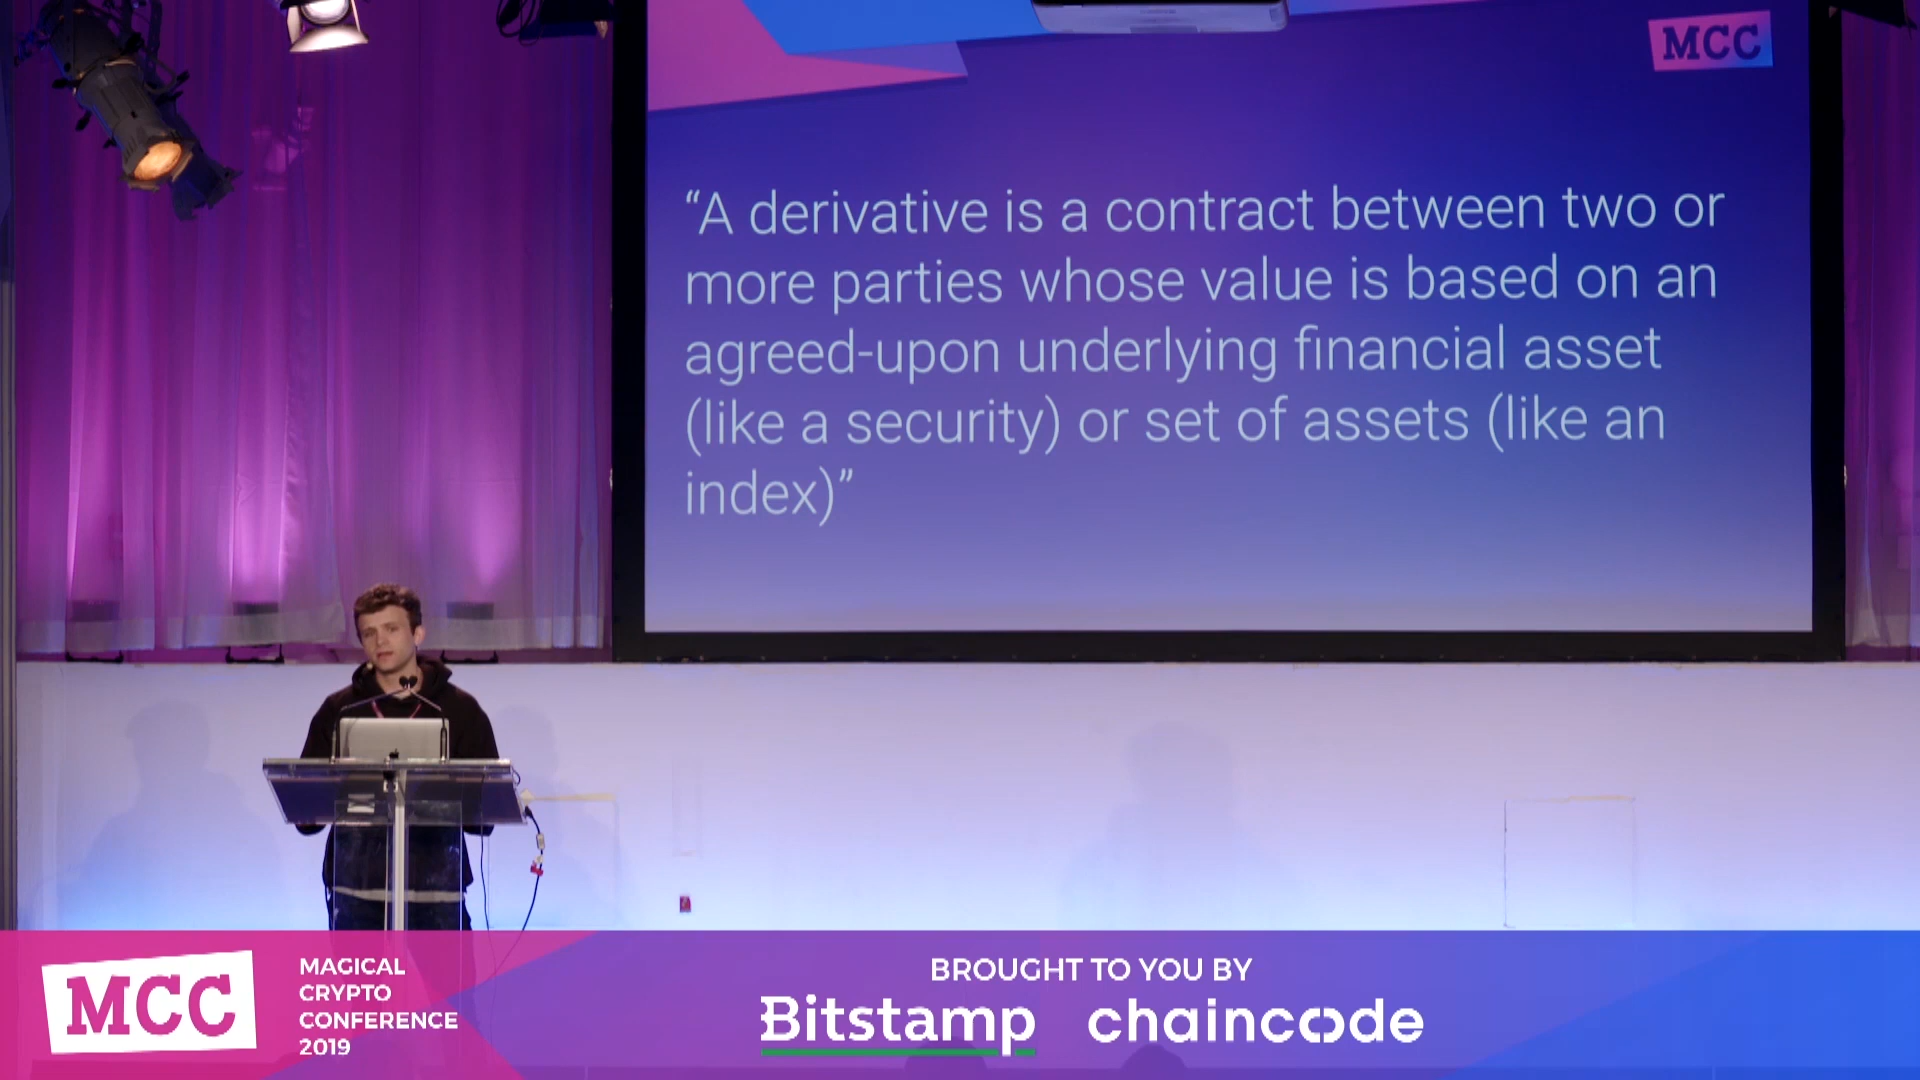 MCC
“A derivative is a contract between two or
more parties whose value is based on an
agreed-upon underlying financial asset
(like a security) or set of assets (like an
index)”
MCC
MAGICAL
CRYPTO
CONFERENCE
2019
BROUGHT TO YOU BY
Bitstamp chaincode